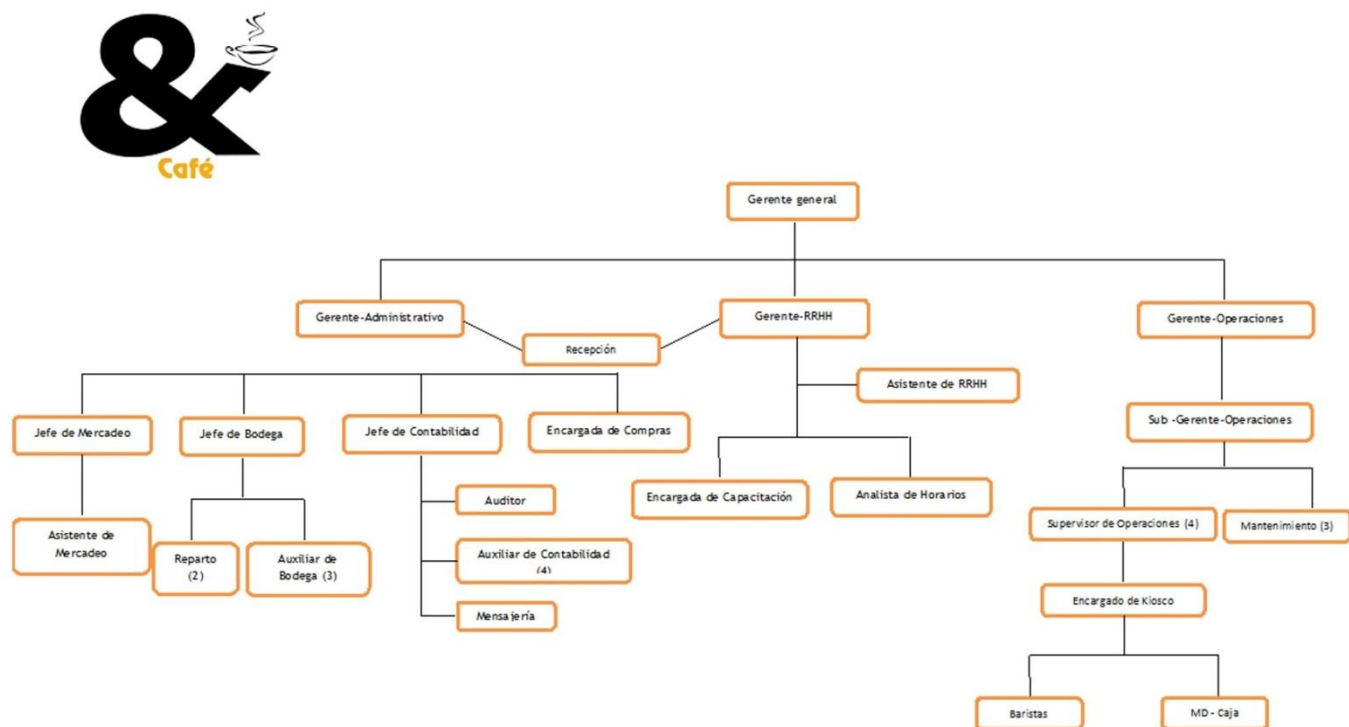 &
Café
Gerente general
Gerente-Administrativo
Gerente-RRHH
Gerente-Operaciones
Recepción
Asistente de RRHH
Jefe de Mercadeo
Jefe de Bodega
Jefe de Contabilidad
Encargada de Compras
Sub -Gerente-Operaciones
Encargada de Capacitación
Analista de Horarios
Auditor
Supervisor de Operaciones (4)
Mantenimiento (3)
Asistente de
Mercadeo
Reparto
(2)
Auxiliar de
Bodega (3)
Auxiliar de Contabilidad
(4)
Mensajería
Encargado de Kiosco
Baristas
MD - Caja